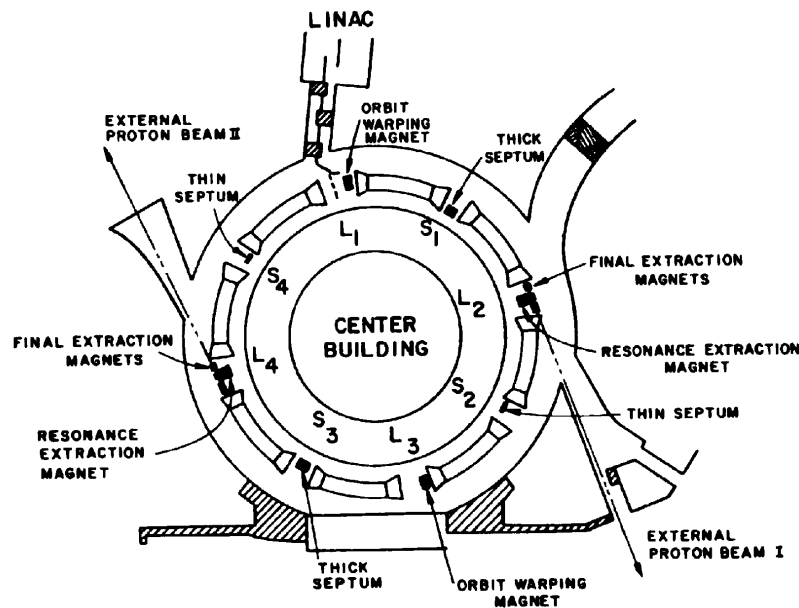 LINAC
ORBIT
WARPING
MAGNET
EXTERNAL
PROTON BEAM II
THICK
SEPTUM
THIN
SEPTUM
L1
S1
S4
L2
FINAL EXTRACTION
MAGNETS
CENTER
BUILDING
FINAL EXTRACTION
MAGNETS
L4
RESONANCE EXTRACTION
MAGNET
S2
THIN SEPTUM
S3
L3
RESONANCE
EXTRACTION
MAGNET
EXTERNAL
PROTON BEAM I
THICK
SEPTUM
ORBIT WARPING
MAGNET